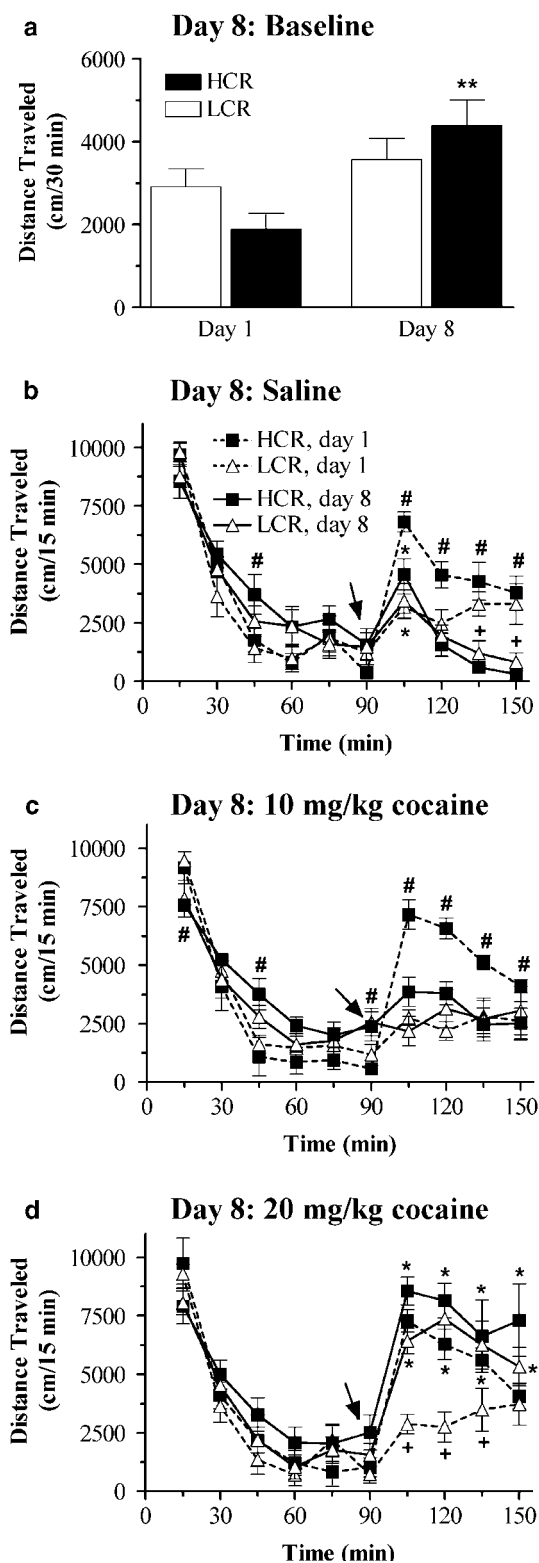 a
Day 8: Baseline
Distance Traveled
(cm/30 min)
6000
4000
2000
0
HCR
LCR
**
Day 1
Day 8
b
Day 8: Saline
Distance Traveled
(cm/15 min)
10000
7500
5000
2500
0
HCR, day 1
LCR, day 1
HCR, day 8
LCR, day 8
#
#
*
#
#
#
*
+
+
0
30
60
90
120
150
Time (min)
c
Day 8: 10 mg/kg cocaine
Distance Traveled
(cm/15 min)
10000
7500
5000
2500
0
#
#
#
#
#
#
#
0
30
60
90
120
150
Time (min)
d
Day 8: 20 mg/kg cocaine
Distance Traveled
(cm/15 min)
10000
7500
5000
2500
0
*
*
*
*
*
*
*
*
+
+
+
0
30
60
90
120
150
Time (min)